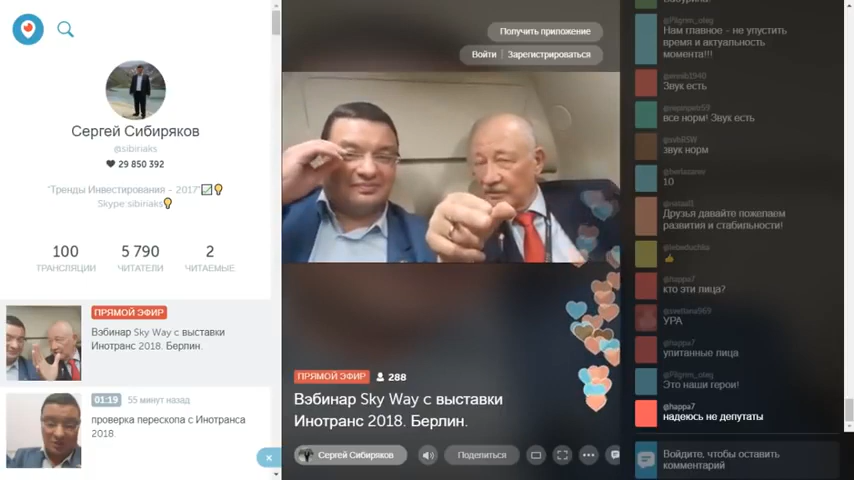 Сергей Сибиряков
@sibiriaks
29 850 392
"Тренды Инвестирования - 2017"
Skype sibiriaks
100
ТРАНСЛЯЦИИ
5 790
ЧИТАТЕЛИ
2
ЧИТАЕМЫЕ
ПРЯМОЙ ЭФИР
Вэбинар Sky Way с выставки
Инотранс 2018. Берлин.
01:19
55 минут назад
проверка перескопа с Инотранса
2018.
Получить приложение
Войти
Зарегистрироваться
ПРЯМОЙ ЭФИР
288
Вэбинар Sky Way с выставки
Инотранс 2018. Берлин.
Сергей Сибиряков
Поделиться
@Pilgrim_oleg
Нам главное - не упустить
время и актуальность
момента!!!
Звук есть
все норм! Звук есть
звук норм
10
Друзья давайте пожелаем
развития и стабильности!
@happa7
кто эти лица?
УРА
@happa7
упитанные лица
@Pilgrim_oleg
Это наши герои!
@happa7
надеюсь не депутаты
Войдите, чтобы оставить
комментарий